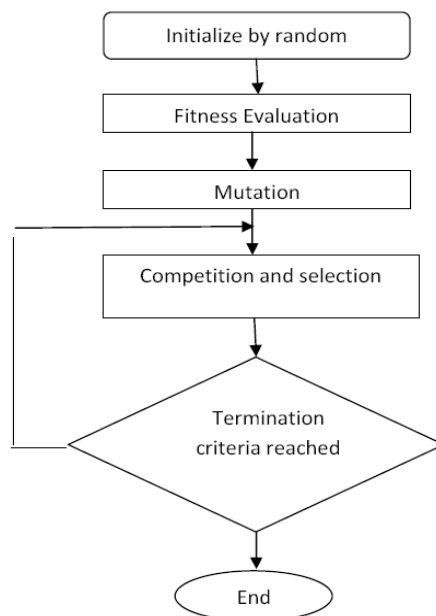 Initialize by random
Fitness Evaluation
Mutation
Competition and selection
Termination
criteria reached
End